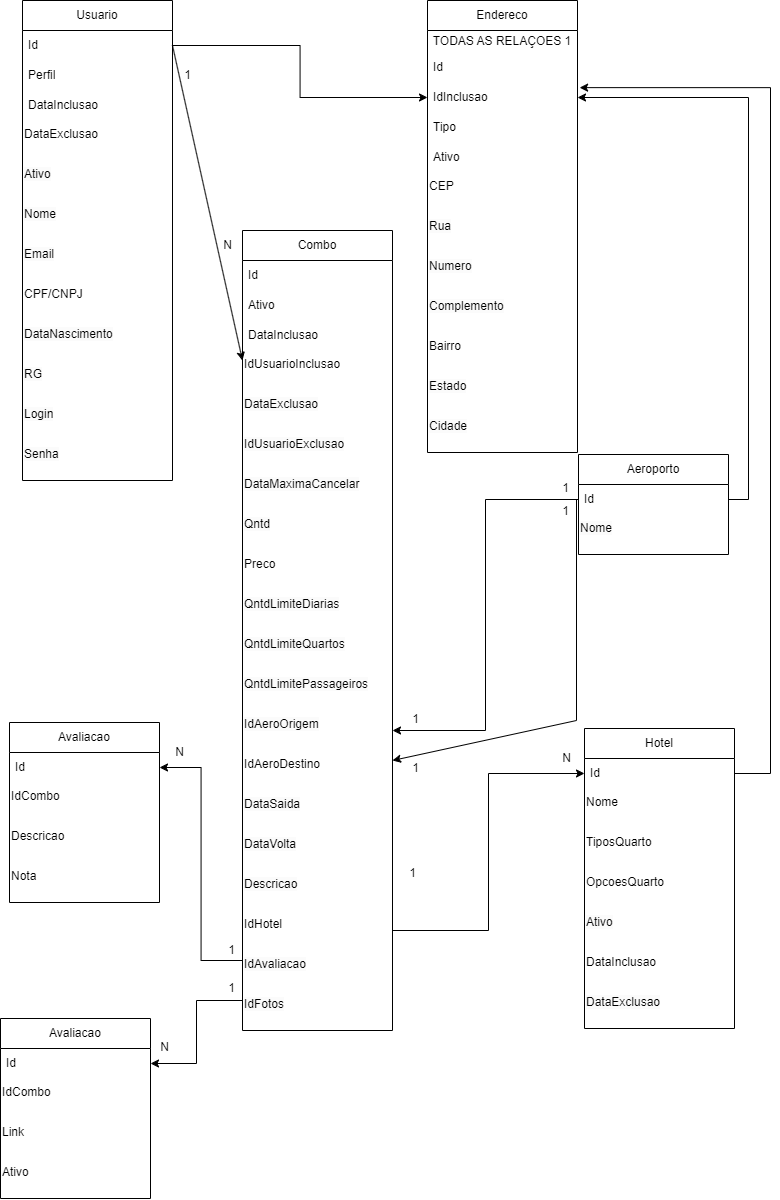 Usuario
Id
Perfil
DataInclusao
DataExclusao
Ativo
Nome
Email
CPF/CNPJ
DataNascimento
RG
Login
Senha
1
N
Endereco
TODAS AS RELAÇOES 1
Id
IdInclusao
Tipo
Ativo
CEP
Rua
Numero
Complemento
Bairro
Estado
Cidade
Combo
Id
Ativo
DataInclusao
IdUsuarioInclusao
DataExclusao
IdUsuarioExclusao
DataMaximaCancelar
Qntd
Preco
QntdLimiteDiarias
QntdLimiteQuartos
QntdLimitePassageiros
IdAeroOrigem
IdAeroDestino
DataSaida
DataVolta
Descricao
IdHotel
IdAvaliacao
IdFotos
Aeroporto
Id
Nome
1
1
1
1
Hotel
Id
Nome
TiposQuarto
OpcoesQuarto
Ativo
DataInclusao
DataExclusao
N
1
Avaliacao
Id
IdCombo
Descricao
Nota
N
1
1
Avaliacao
Id
IdCombo
Link
Ativo
N